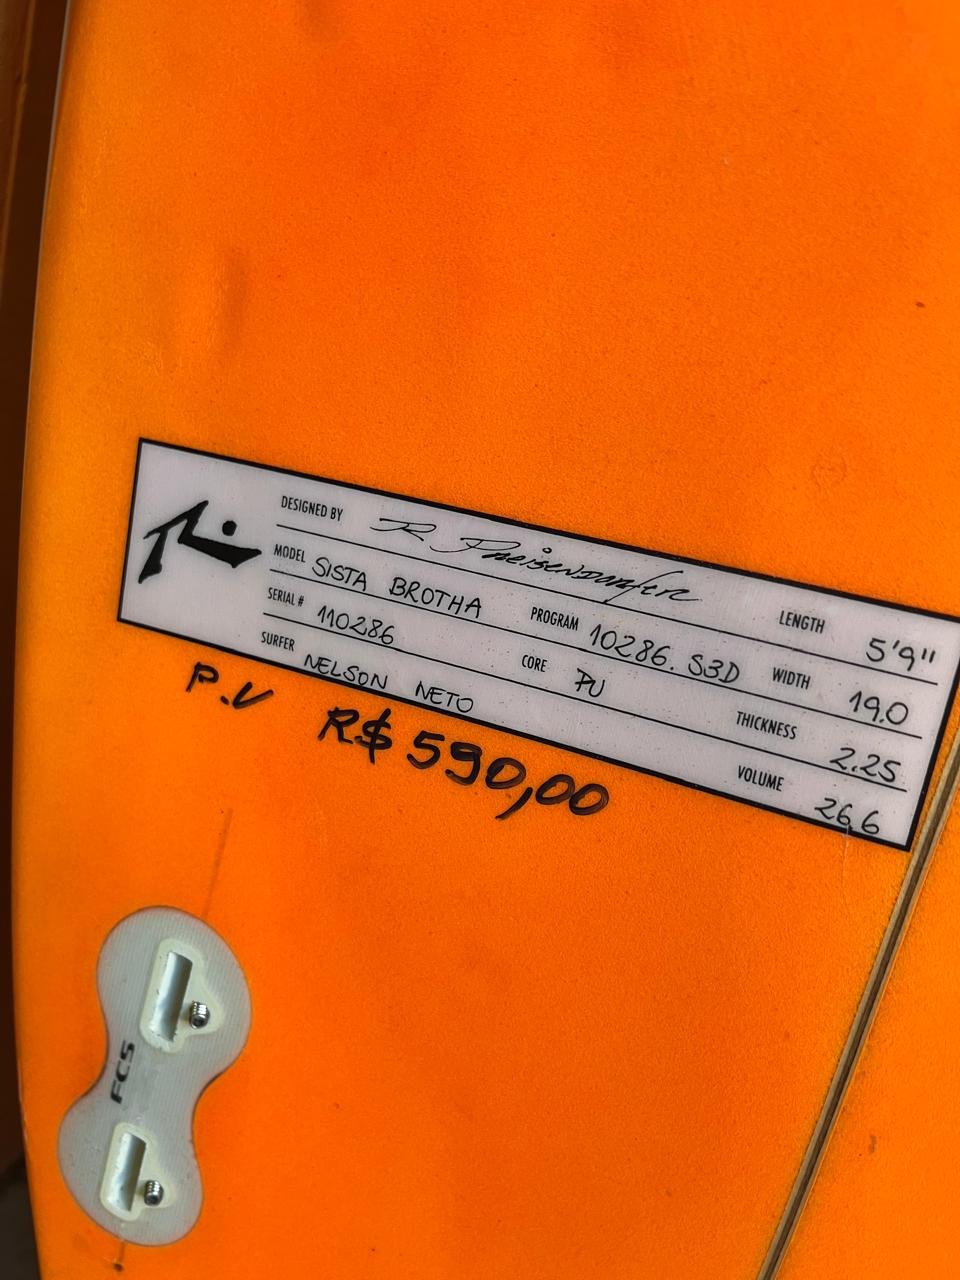 DESIGNED BY R. Preisendorfer
MODEL SISTA BROTHA PROGRAM 10286. S3D LENGTH 5'9"
SERIAL # 110286 CORE PU WIDTH 19.0
SURFER NELSON NETO THICKNESS 2.25
VOLUME 26,6
P.V R$ 590,00
FCS